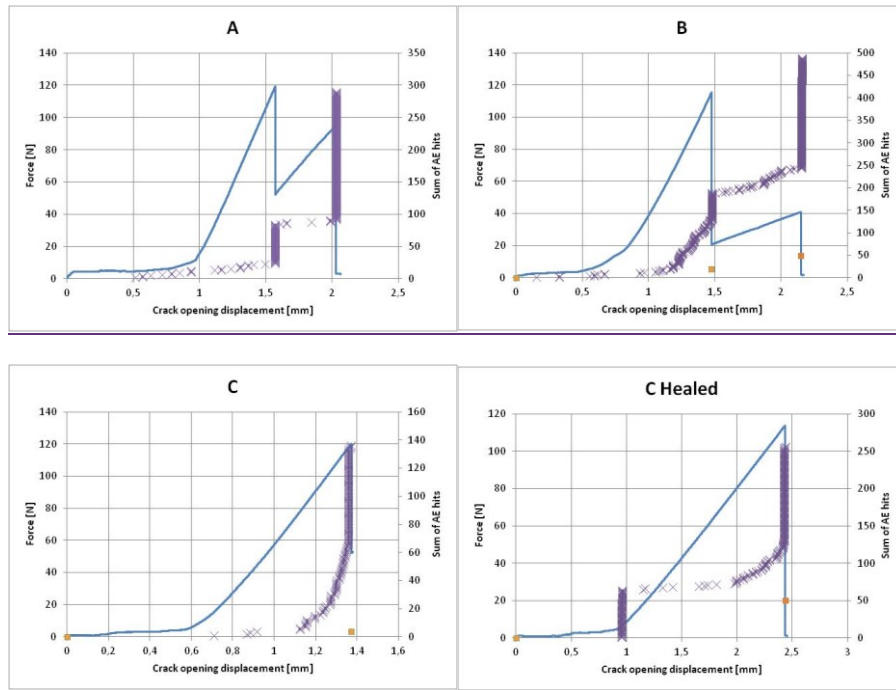 A
140 350
120 300
100 250
80 200
60 150
40 100
20 50
0 0
0 0,5 1 1,5 2 2,5
Force [N]
Sum of AE hits
Crack opening displacement [mm]
B
140 500
120 450
400
100 350
80 300
250
60 200
40 150
100
20 50
0 0
0 0,5 1 1,5 2 2,5
Force [N]
Sum of AE hits
Crack opening displacement [mm]
C
140 160
120 140
100 120
80 100
80
60 60
40 40
20 20
0 0
0 0,2 0,4 0,6 0,8 1 1,2 1,4 1,6
Force [N]
Sum of AE hits
Crack opening displacement [mm]
C Healed
120 300
100 250
80 200
60 150
40 100
20 50
0 0
0 0,5 1 1,5 2 2,5 3
Force [N]
Sum of AE hits
Crack opening displacement [mm]